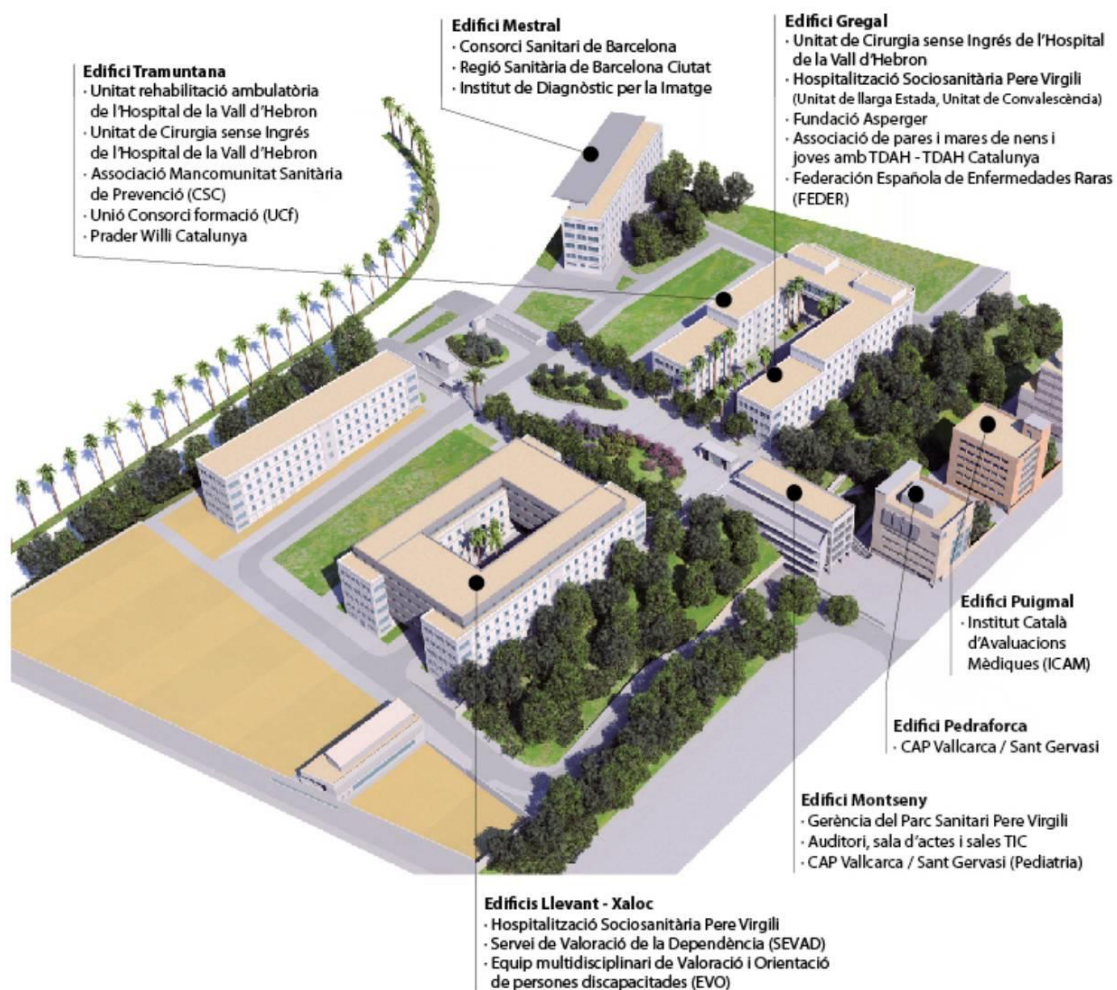 Edifici Mestral
· Consorci Sanitari de Barcelona
· Regió Sanitària de Barcelona Ciutat
· Institut de Diagnòstic per la Imatge
Edifici Gregal
· Unitat de Cirurgia sense Ingrés de l'Hospital
de la Vall d'Hebron
· Hospitalització Sociosanitària Pere Virgili
(Unitat de llarga Estada, Unitat de Convalescència)
· Fundació Asperger
· Associació de pares i mares de nens i
joves amb TDAH - TDAH Catalunya
· Federación Española de Enfermedades Raras
(FEDER)
Edifici Tramuntana
· Unitat rehabilitació ambulatòria
de l'Hospital de la Vall d'Hebron
· Unitat de Cirurgia sense Ingrés
de l'Hospital de la Vall d'Hebron
· Associació Mancomunitat Sanitària
de Prevenció (CSC)
· Unió Consorci formació (UCf)
· Prader Willi Catalunya
Edifici Puigmal
· Institut Català
d'Avaluacions
Mèdiques (ICAM)
Edifici Pedraforca
· CAP Vallcarca / Sant Gervasi
Edifici Montseny
· Gerència del Parc Sanitari Pere Virgili
· Auditori, sala d'actes i sales TIC
· CAP Vallcarca / Sant Gervasi (Pediatria)
Edificis Llevant - Xaloc
· Hospitalització Sociosanitària Pere Virgili
· Servei de Valoració de la Dependència (SEVAD)
· Equip multidisciplinari de Valoració i Orientació
de persones discapacitades (EVO)